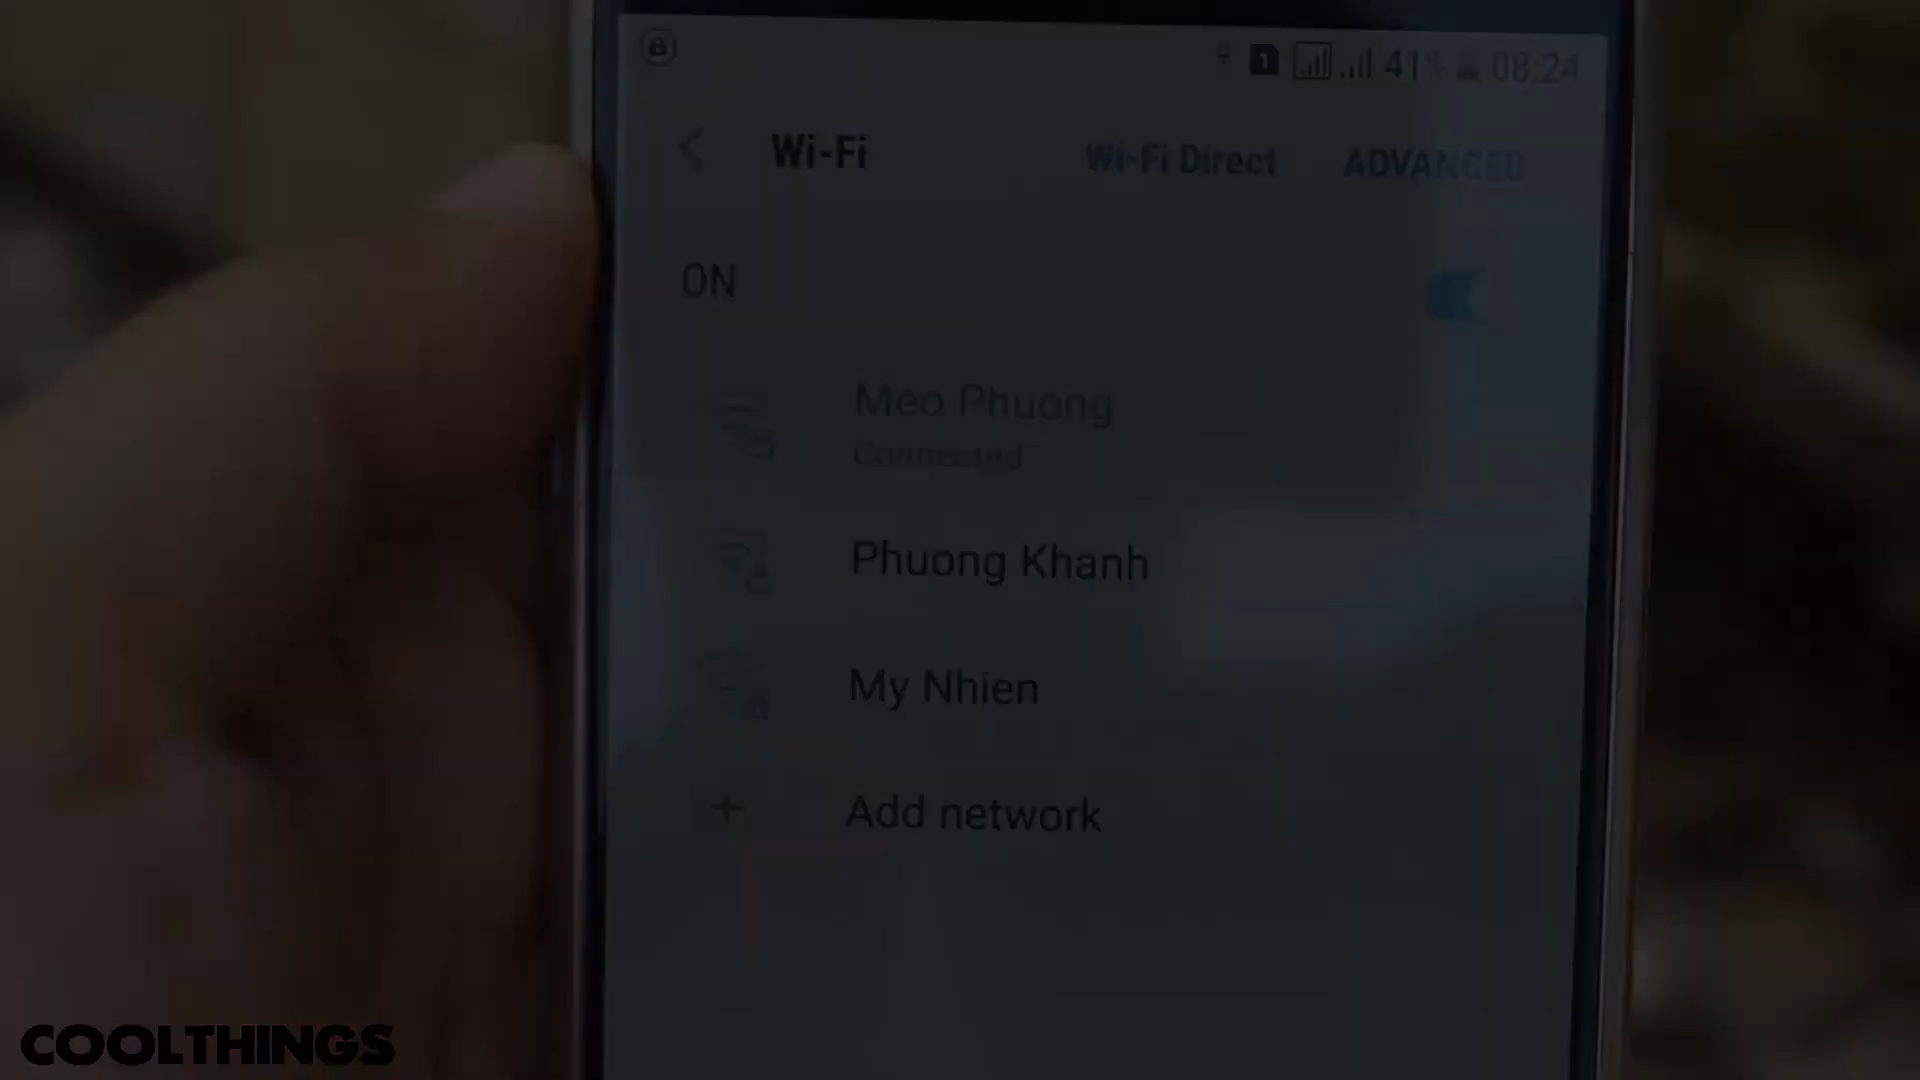 41% 08:24
Wi-Fi Wi-Fi Direct ADVANCED
ON
Meo Phuong
Connected
Phuong Khanh
My Nhien
+ Add network
COOLTHINGS